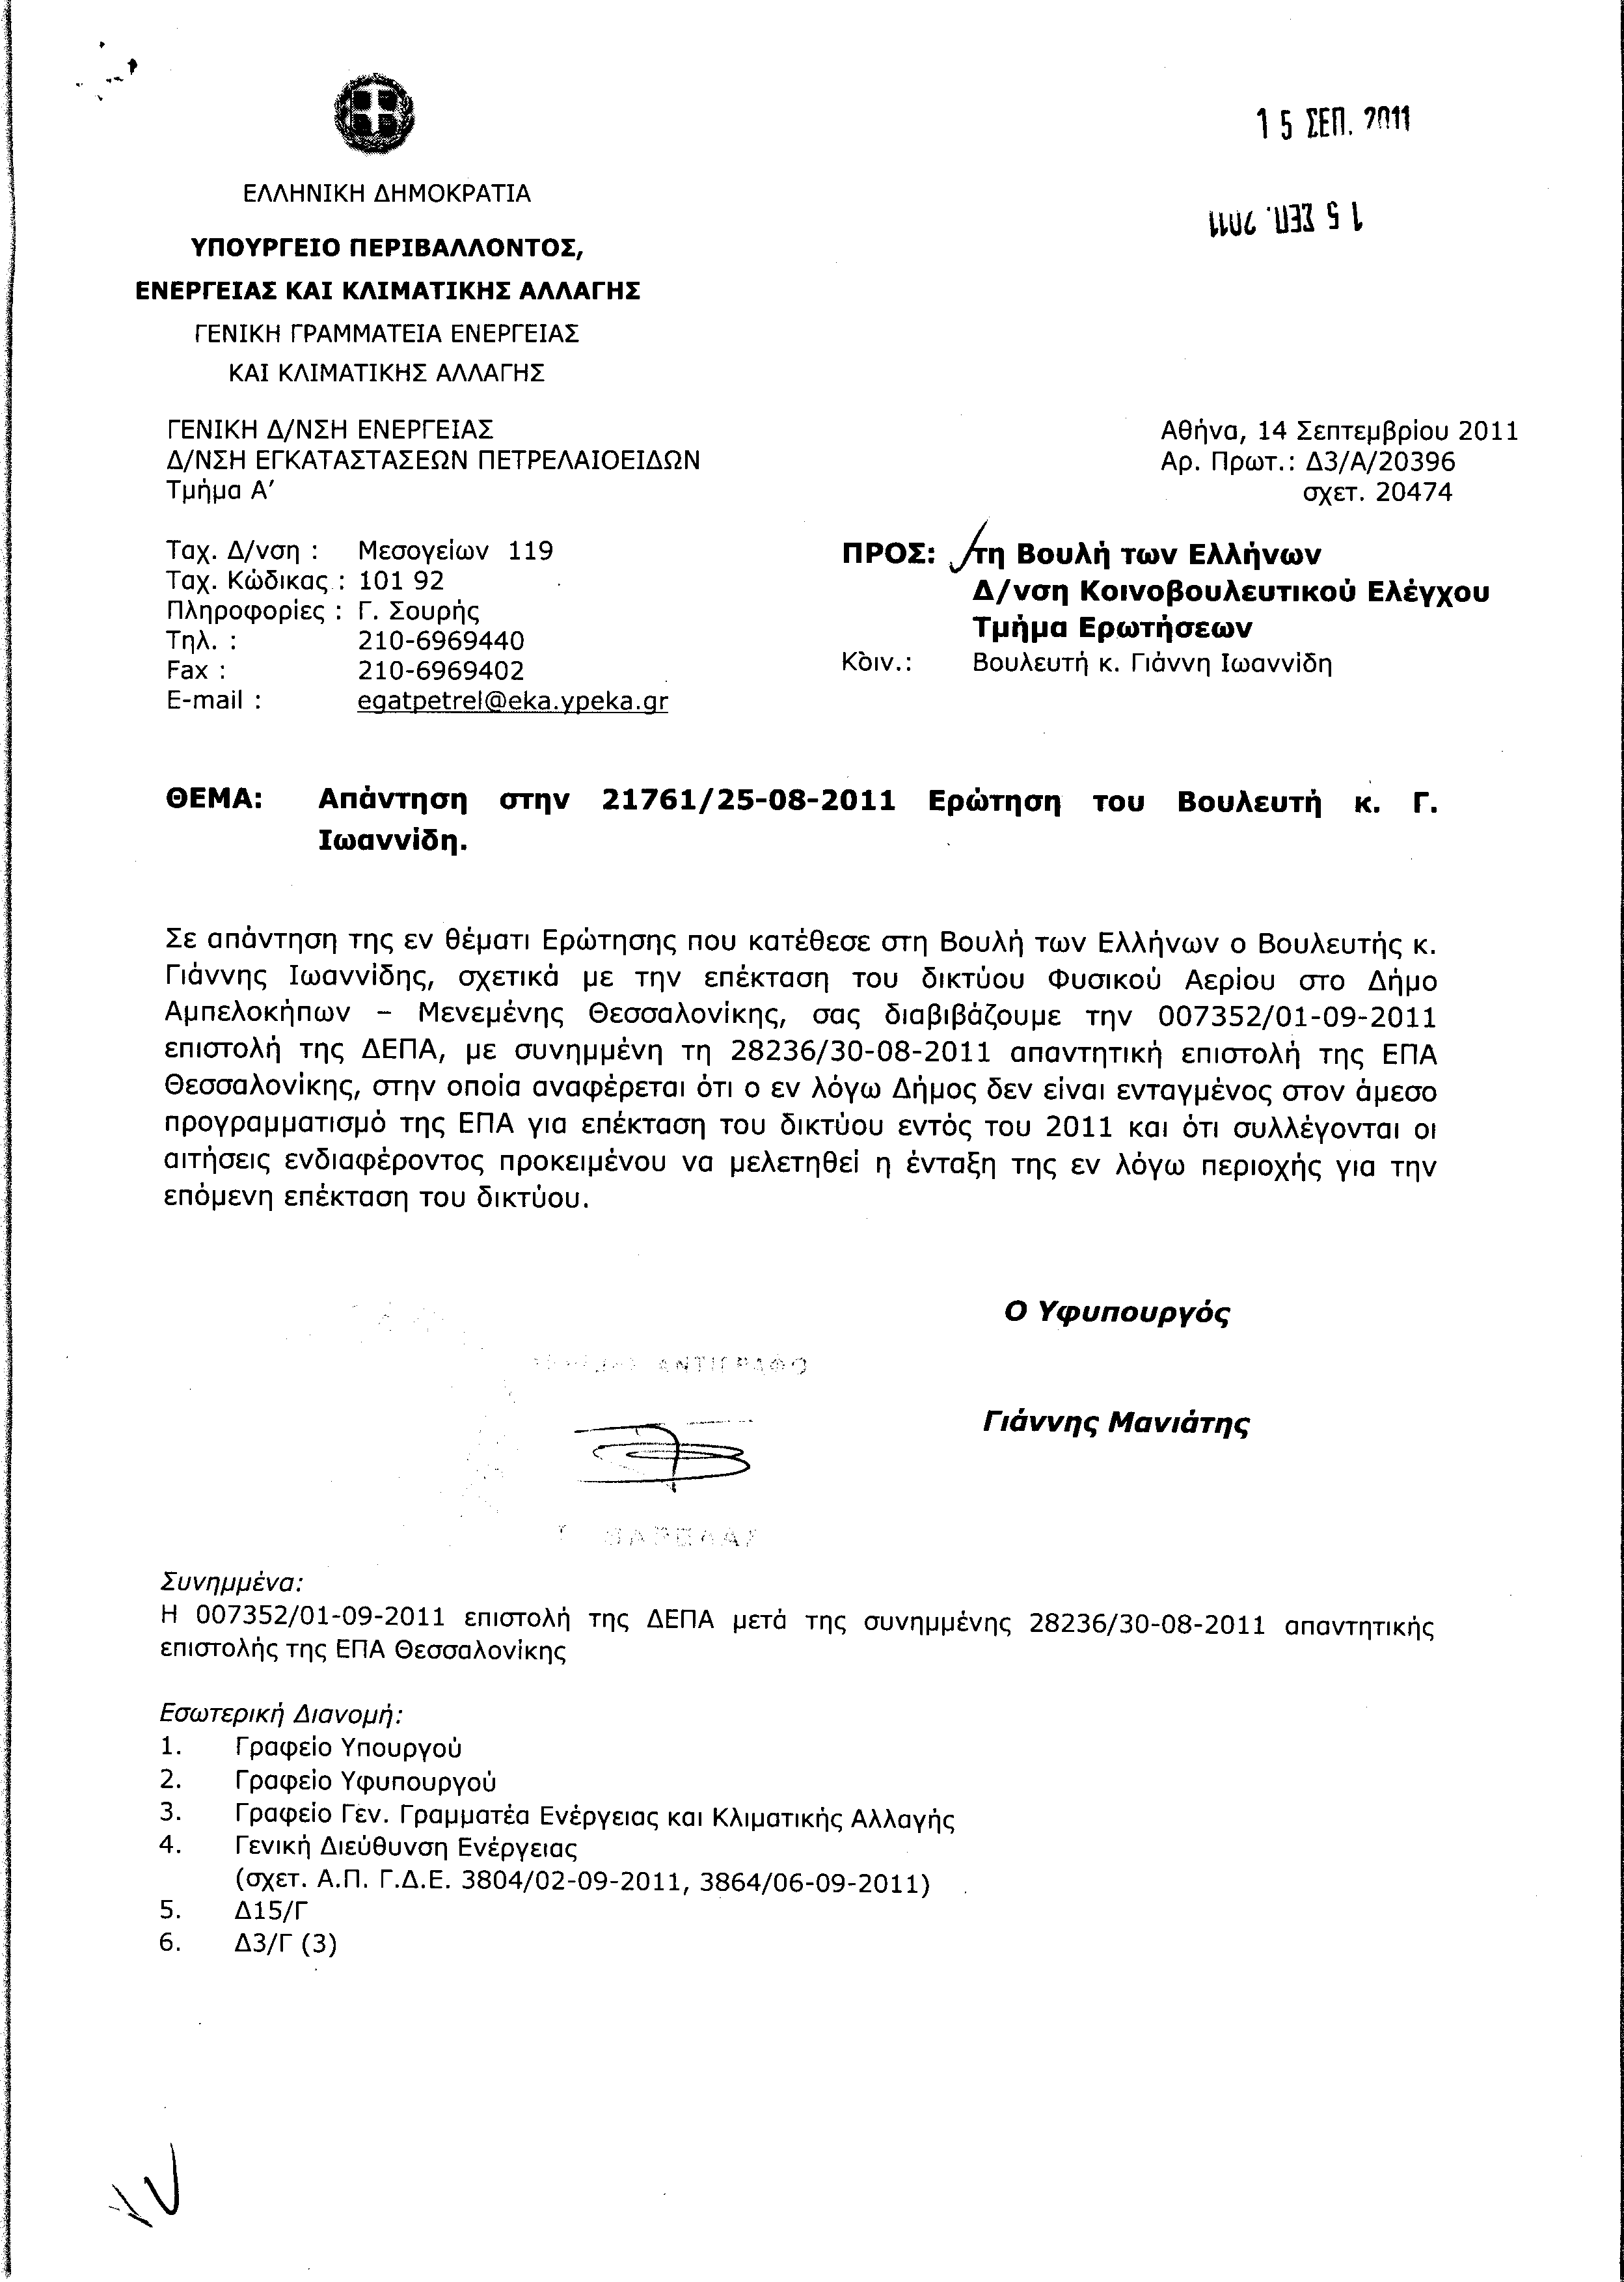 15 ΣΕΠ. 2011
15 ΣΕΠ. 2011
ΕΛΛΗΝΙΚΗ ΔΗΜΟΚΡΑΤΙΑ
ΥΠΟΥΡΓΕΙΟ ΠΕΡΙΒΑΛΛΟΝΤΟΣ,
ΕΝΕΡΓΕΙΑΣ ΚΑΙ ΚΛΙΜΑΤΙΚΗΣ ΑΛΛΑΓΗΣ
ΓΕΝΙΚΗ ΓΡΑΜΜΑΤΕΙΑ ΕΝΕΡΓΕΙΑΣ
ΚΑΙ ΚΛΙΜΑΤΙΚΗΣ ΑΛΛΑΓΗΣ
ΓΕΝΙΚΗ Δ/ΝΣΗ ΕΝΕΡΓΕΙΑΣ
Δ/ΝΣΗ ΕΓΚΑΤΑΣΤΑΣΕΩΝ ΠΕΤΡΕΛΑΙΟΕΙΔΩΝ
Τμήμα Α'
Αθήνα, 14 Σεπτεμβρίου 2011
Αρ. Πρωτ.: Δ3/Α/20396
σχετ. 20474
Ταχ. Δ/νση : Μεσογείων 119
Ταχ. Κώδικας : 101 92
Πληροφορίες : Γ. Σουρής
Τηλ. : 210-6969440
Fax : 210-6969402
E-mail : egatpetrel@eka.ypeka.gr
ΠΡΟΣ: τη Βουλή των Ελλήνων
Δ/νση Κοινοβουλευτικού Ελέγχου
Τμήμα Ερωτήσεων
Κοιν.: Βουλευτή κ. Γιάννη Ιωαννίδη
ΘΕΜΑ: Απάντηση στην 21761/25-08-2011 Ερώτηση του Βουλευτή κ. Γ.
Ιωαννίδη.
Σε απάντηση της εν θέματι Ερώτησης που κατέθεσε στη Βουλή των Ελλήνων ο Βουλευτής κ.
Γιάννης Ιωαννίδης, σχετικά με την επέκταση του δικτύου Φυσικού Αερίου στο Δήμο
Αμπελοκήπων – Μενεμένης Θεσσαλονίκης, σας διαβιβάζουμε την 007352/01-09-2011
επιστολή της ΔΕΠΑ, με συνημμένη τη 28236/30-08-2011 απαντητική επιστολή της ΕΠΑ
Θεσσαλονίκης, στην οποία αναφέρεται ότι ο εν λόγω Δήμος δεν είναι ενταγμένος στον άμεσο
προγραμματισμό της ΕΠΑ για επέκταση του δικτύου εντός του 2011 και ότι συλλέγονται οι
αιτήσεις ενδιαφέροντος προκειμένου να μελετηθεί η ένταξη της εν λόγω περιοχής για την
επόμενη επέκταση του δικτύου.
Ο Υφυπουργός
Γιάννης Μανιάτης
Συνημμένα:
Η 007352/01-09-2011 επιστολή της ΔΕΠΑ μετά της συνημμένης 28236/30-08-2011 απαντητικής
επιστολής της ΕΠΑ Θεσσαλονίκης
Εσωτερική Διανομή:
1. Γραφείο Υπουργού
2. Γραφείο Υφυπουργού
3. Γραφείο Γεν. Γραμματέα Ενέργειας και Κλιματικής Αλλαγής
4. Γενική Διεύθυνση Ενέργειας
(σχετ. Α.Π. Γ.Δ.Ε. 3804/02-09-2011, 3864/06-09-2011)
5. Δ15/Γ
6. Δ3/Γ (3)